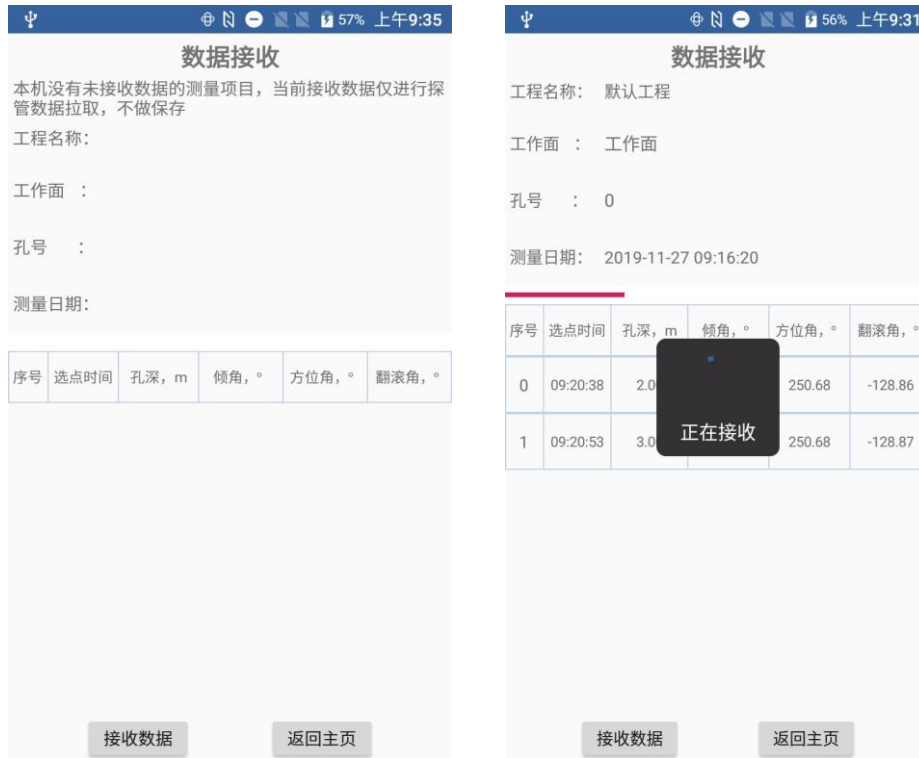 57% 上午9:35
数据接收
本机没有未接收数据的测量项目，当前接收数据仅进行探
管数据拉取，不做保存
工程名称：
工作面 ：
孔号 ：
测量日期：
序号 选点时间 孔深，m 倾角，° 方位角，° 翻滚角，°
接收数据 返回主页
56% 上午9:31
数据接收
工程名称： 默认工程
工作面 ： 工作面
孔号 ： 0
测量日期： 2019-11-27 09:16:20
序号 选点时间 孔深，m 倾角，° 方位角，° 翻滚角，°
0 09:20:38 2.0 250.68 -128.86
正在接收
1 09:20:53 3.0 250.68 -128.87
接收数据 返回主页